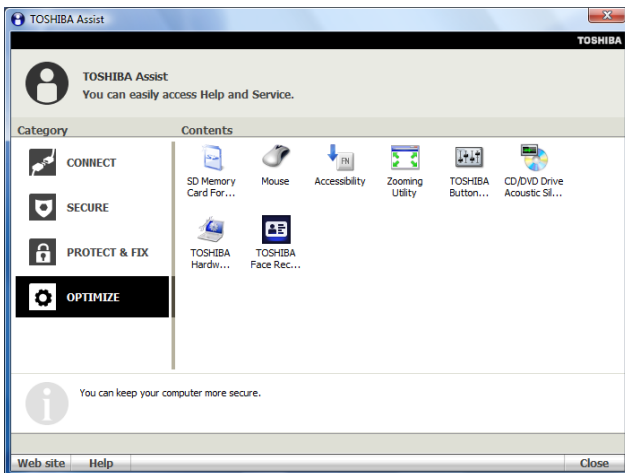 TOSHIBA Assist
TOSHIBA
TOSHIBA Assist
You can easily access Help and Service.
Category
Contents
CONNECT
SECURE
PROTECT & FIX
OPTIMIZE
SD Memory
Card For...
Mouse
FN
Accessibility
Zooming
Utility
TOSHIBA
Button...
CD/DVD Drive
Acoustic Sil...
TOSHIBA
Hardw...
TOSHIBA
Face Rec...
You can keep your computer more secure.
Web site
Help
Close